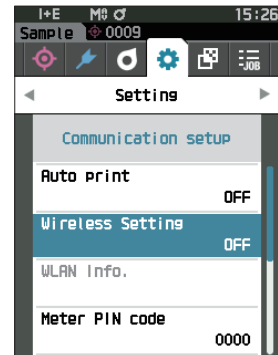 I+E M0 15:26
Sample 0009
-JOB
Setting
Communication setup
Auto print
OFF
Wireless Setting
OFF
WLAN Info.
Meter PIN code
0000